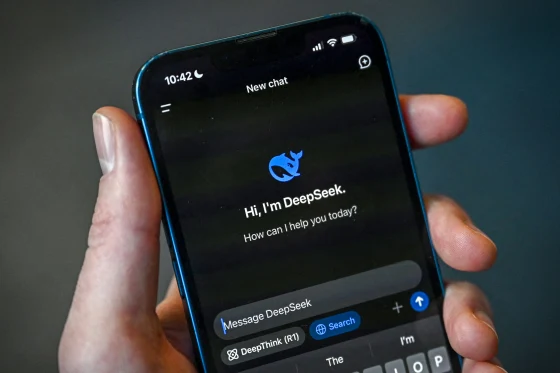 10:42
New chat
Hi, I'm DeepSeek.
How can I help you today?
Message DeepSeek
DeepThink (R1)
Search
The
I'm
I O P